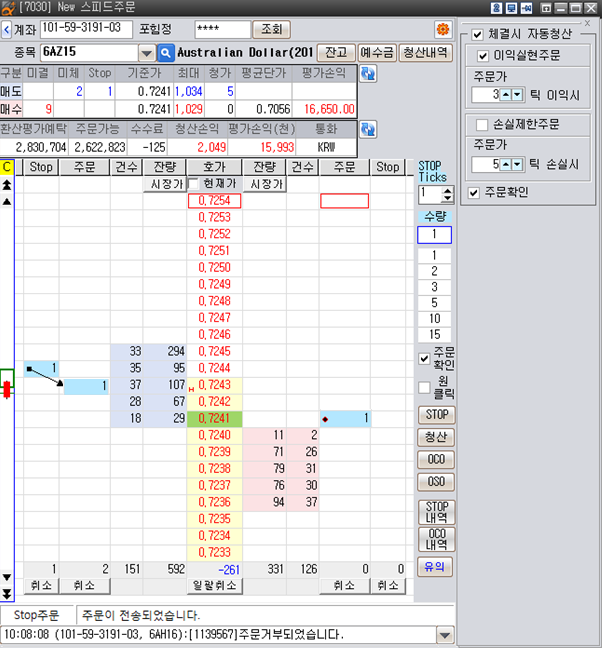 [7030] New 스피드주문
계좌 101-59-3191-03 포힘정 **** 조회
종목 6AZ15 Australian Dollar(201 잔고 예수금 청산내역
구분 미결 미체 Stop 기준가 최대 청가 평균단가 평가손익
매도 2 1 0.7241 1,034 5
매수 9 0.7241 1,029 0 0.7056 16,650.00
환산평가예탁 주문가능 수수료 청산손익 평가손익(천) 통화
2,830,704 2,622,823 -125 2,049 15,993 KRW
C Stop 주문 건수 잔량 호가 잔량 건수 주문 Stop
시장가 현재가 시장가
0.7254
0.7253
0.7252
0.7251
0.7250
0.7249
0.7248
0.7247
0.7246
33 294 0.7245
1 35 95 0.7244
1 37 107 H 0.7243
28 67 0.7242
18 29 0.7241 1
0.7240 11 2
0.7239 71 26
0.7238 79 31
0.7237 76 30
0.7236 94 37
0.7235
0.7234
0.7233
1 2 151 592 -261 331 126 0 0
취소 취소 일괄취소 취소 취소
STOP
Ticks
1
수량
1
1
2
3
5
10
15
주문
확인
원
클릭
STOP
청산
OCO
OSO
STOP
내역
OCO
내역
유의
체결시 자동청산
이익실현주문
주문가
3 틱 이익시
손실제한주문
주문가
5 틱 손실시
주문확인
Stop주문 주문이 전송되었습니다.
10:08:08 (101-59-3191-03, 6AH16):[1139567]주문거부되었습니다.